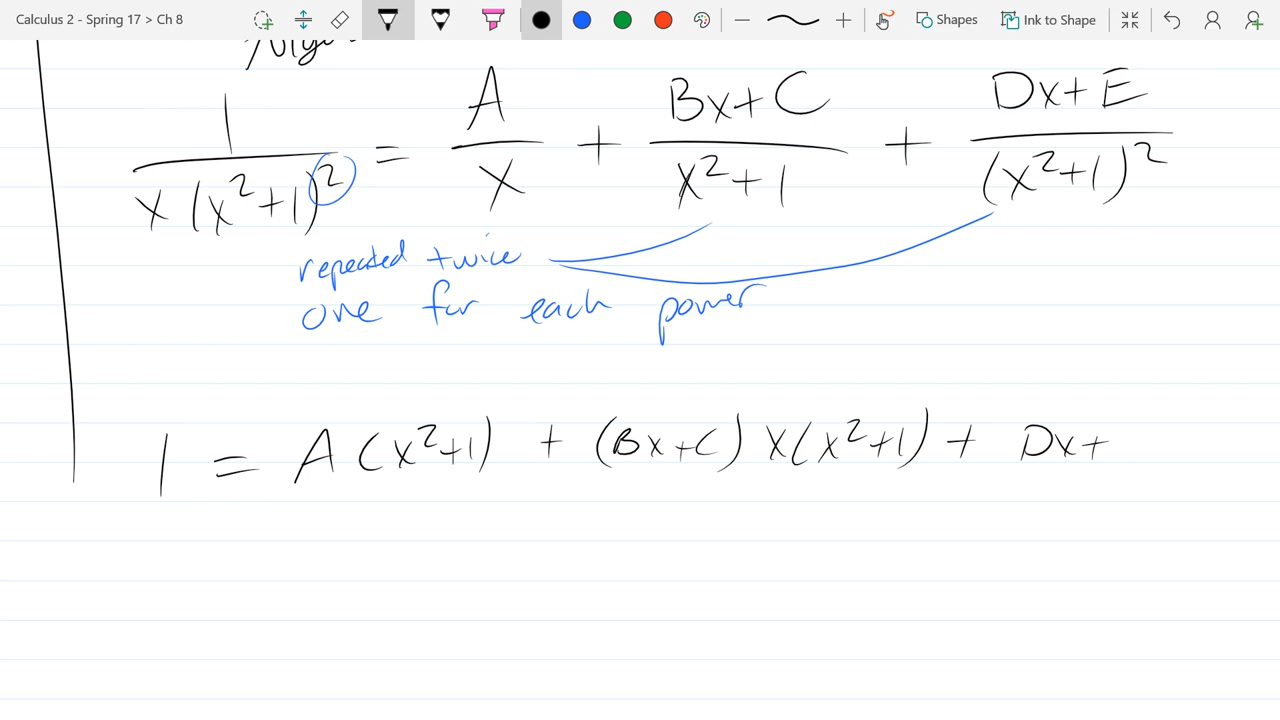 Calculus 2 - Spring 17 > Ch 8
Shapes
Ink to Shape
1/(x(x²+1)²) = A/x + (Bx+C)/(x²+1) + (Dx+E)/(x²+1)²
repeated twice
one for each power
1 = A(x²+1) + (Bx+C)x(x²+1) + Dx+